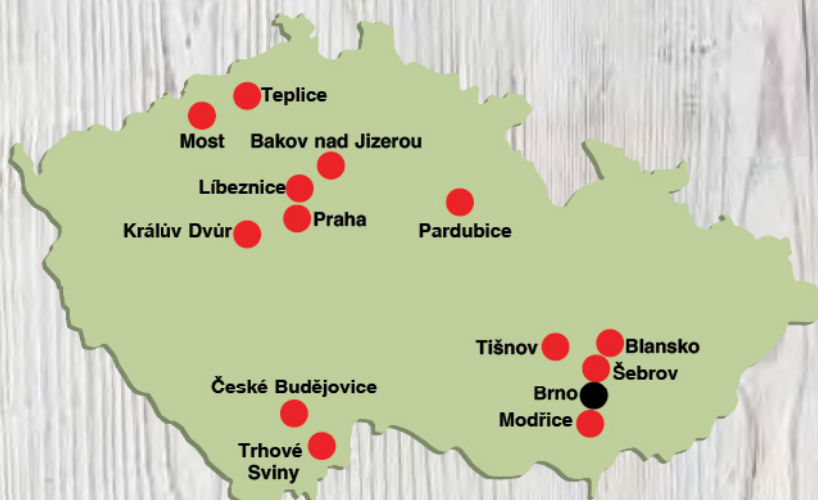 Teplice
Most
Bakov nad Jizerou
Líbeznice
Praha
Králův Dvůr
Pardubice
Tišnov
Blansko
Šebrov
Brno
Modřice
České Budějovice
Trhové
Sviny